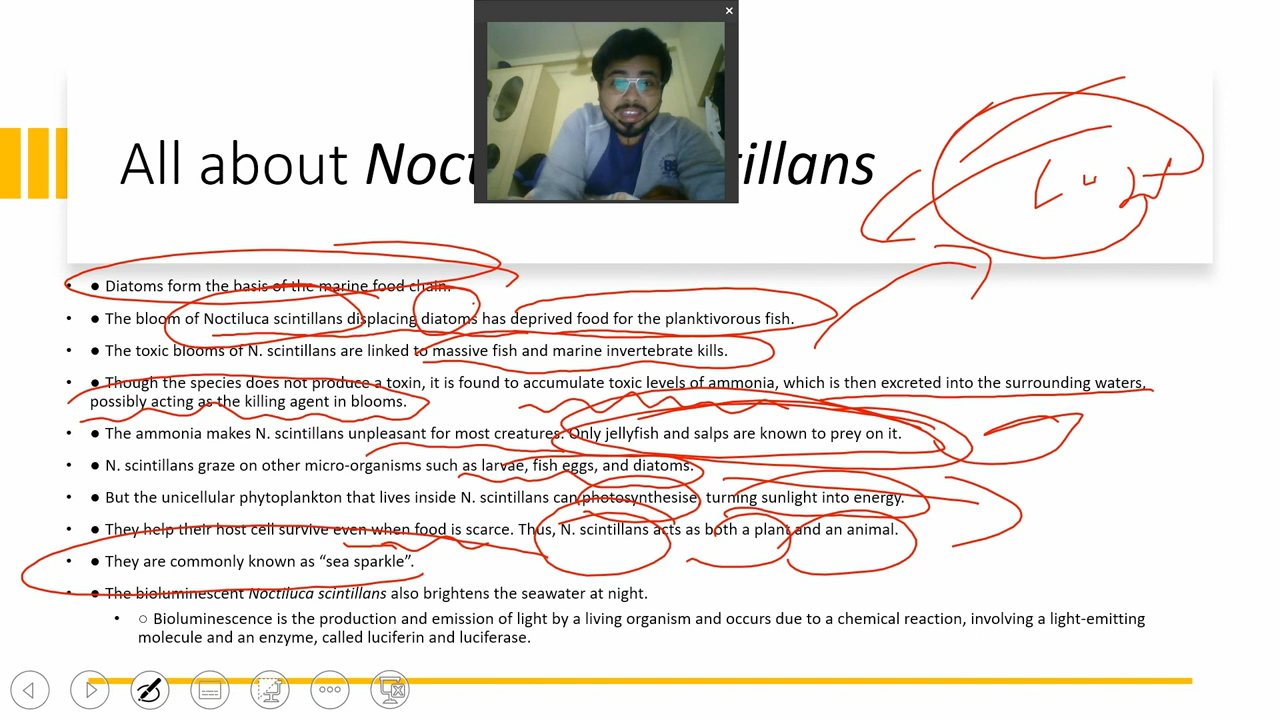 All about Noct tillans
● Diatoms form the basis of the marine food chain.
● The bloom of Noctiluca scintillans displacing diatoms has deprived food for the planktivorous fish.
● The toxic blooms of N. scintillans are linked to massive fish and marine invertebrate kills.
● Though the species does not produce a toxin, it is found to accumulate toxic levels of ammonia, which is then excreted into the surrounding waters,
possibly acting as the killing agent in blooms.
● The ammonia makes N. scintillans unpleasant for most creatures. Only jellyfish and salps are known to prey on it.
● N. scintillans graze on other micro-organisms such as larvae, fish eggs, and diatoms.
● But the unicellular phytoplankton that lives inside N. scintillans can photosynthesise, turning sunlight into energy.
● They help their host cell survive even when food is scarce. Thus, N. scintillans acts as both a plant and an animal.
● They are commonly known as “sea sparkle”.
● The bioluminescent Noctiluca scintillans also brightens the seawater at night.
○ Bioluminescence is the production and emission of light by a living organism and occurs due to a chemical reaction, involving a light-emitting
molecule and an enzyme, called luciferin and luciferase.